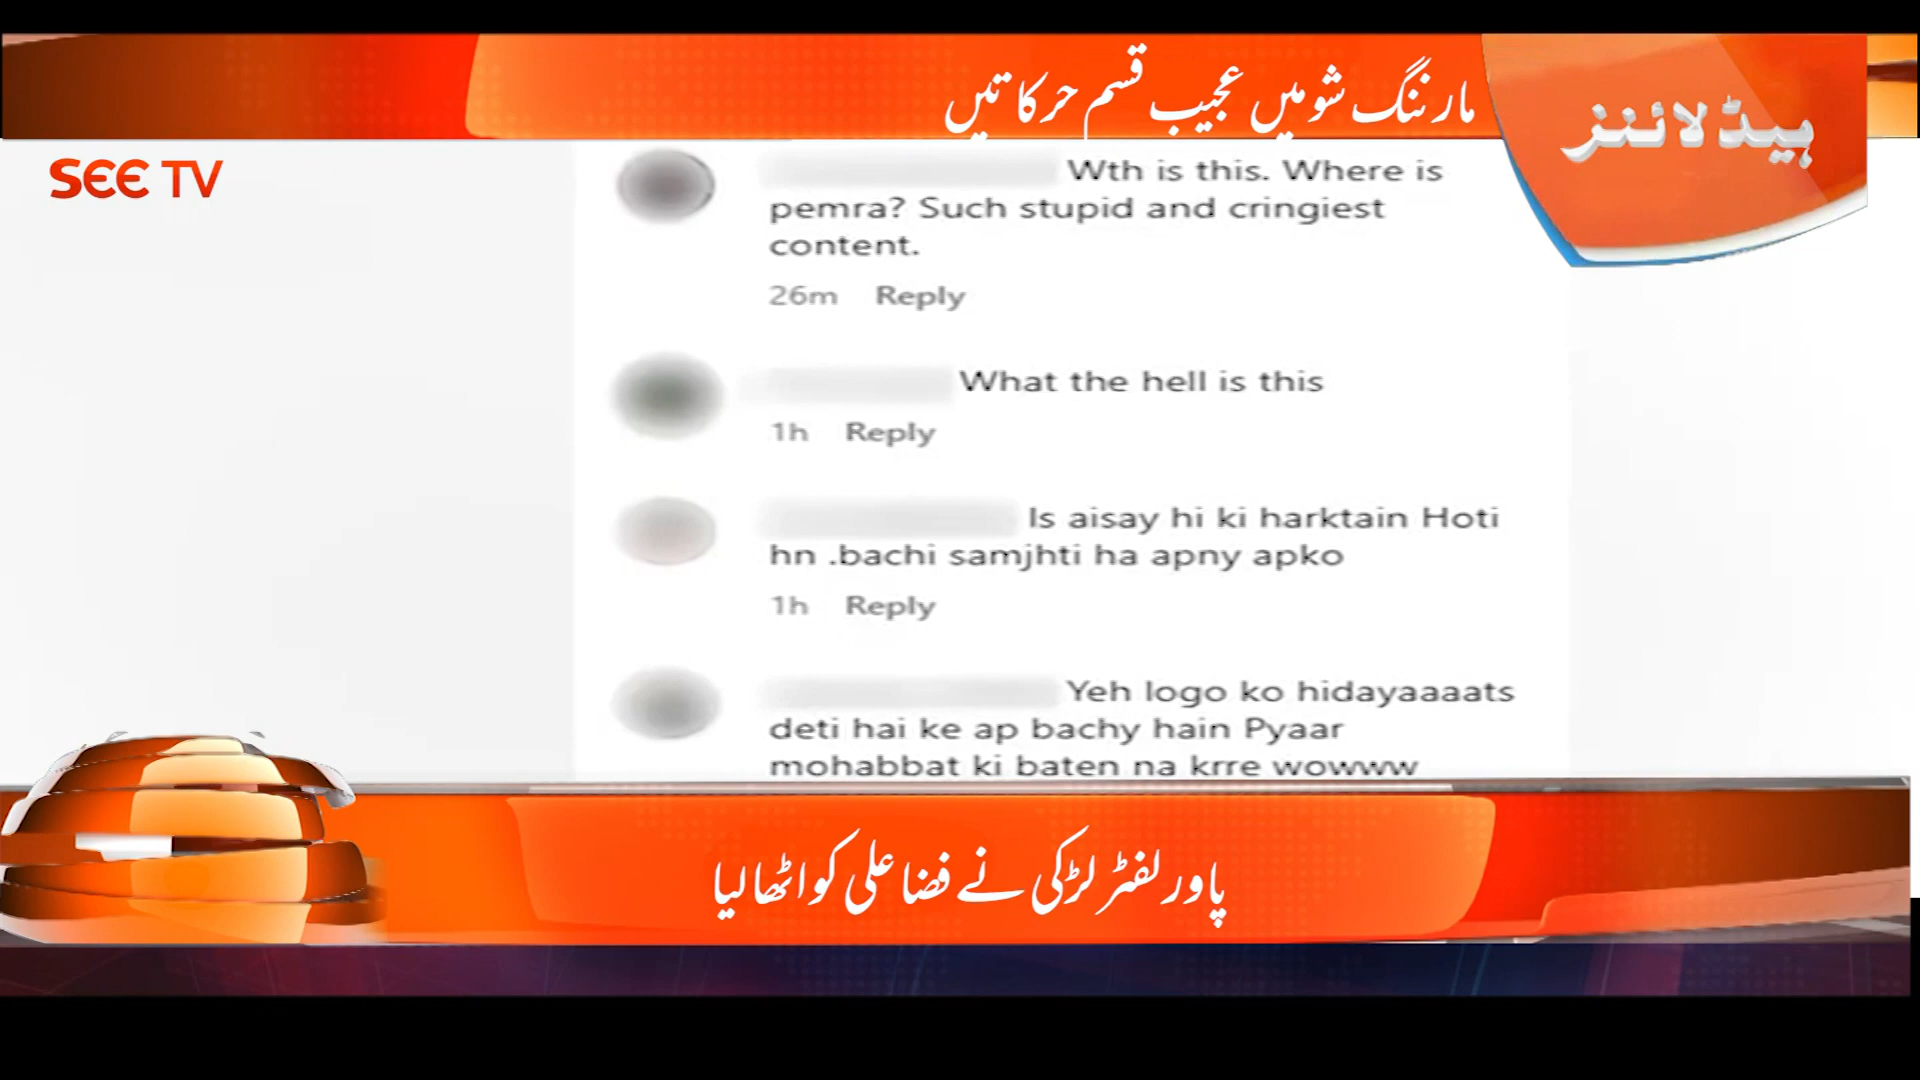 مارننگ شو میں عجیب قسم حرکاتیں
ہیڈلائنز
SEE TV
Wth is this. Where is
pemra? Such stupid and cringiest
content.
26m Reply
What the hell is this
1h Reply
Is aisay hi ki harktain Hoti
hn .bachi samjhti ha apny apko
1h Reply
Yeh logo ko hidayaaaats
deti hai ke ap bachy hain Pyaar
mohabbat ki baten na krre wowww
پاور لفٹر لڑکی نے فضا علی کو اٹھا لیا